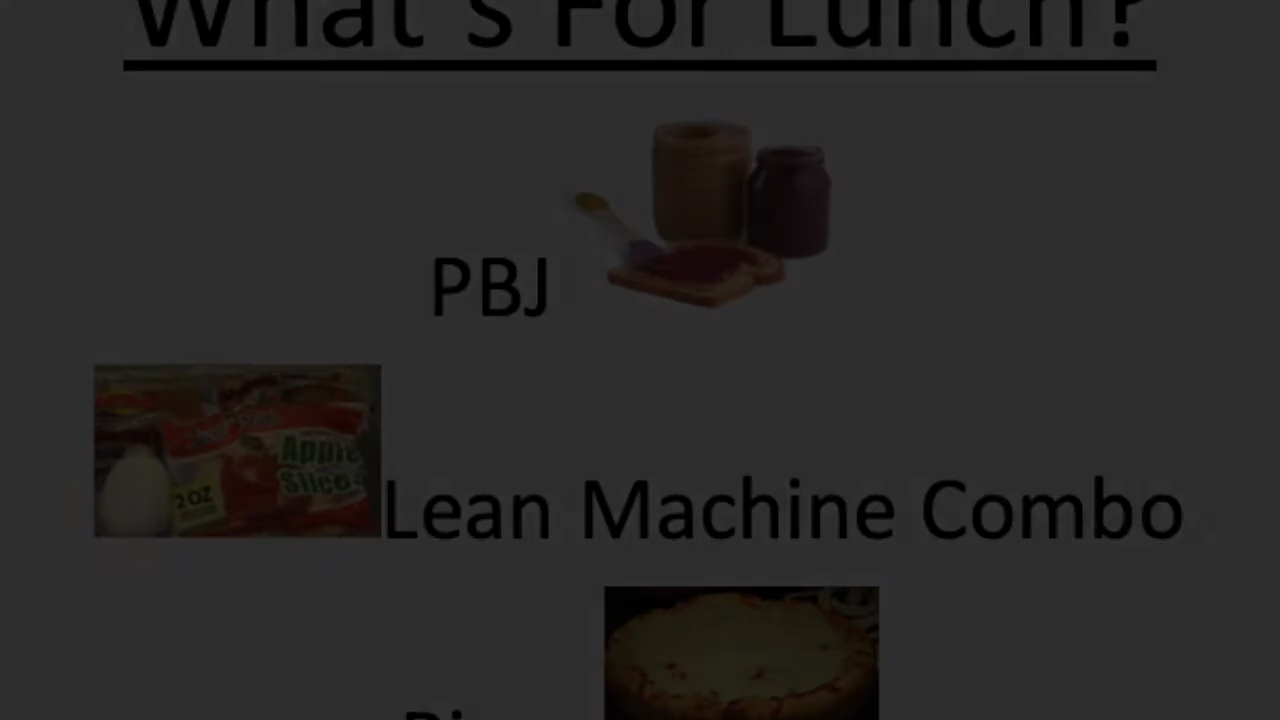 What's For Lunch?
PBJ
Apple
Slices
2 OZ
Lean Machine Combo